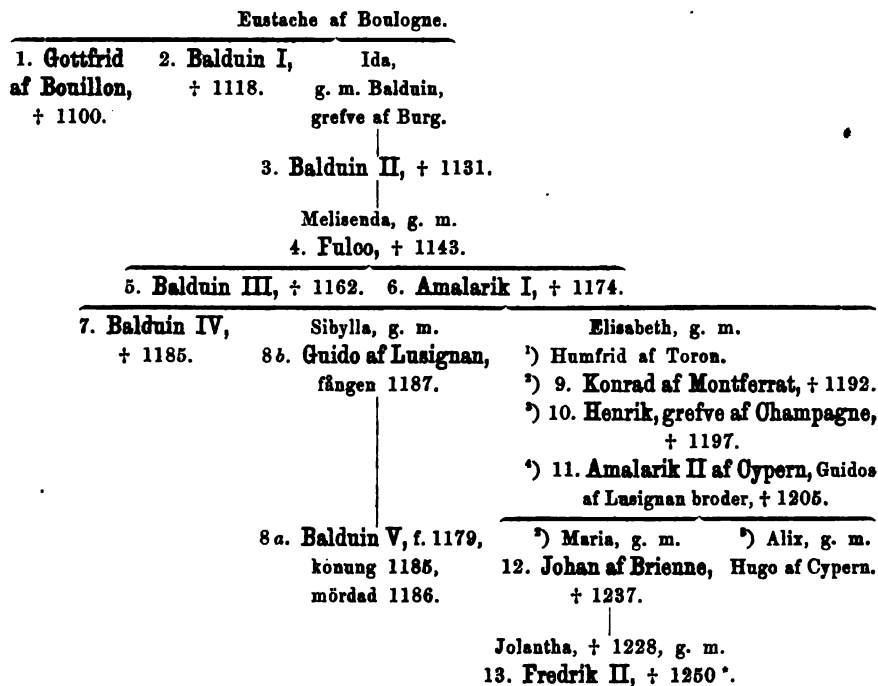 Eustache af Boulogne.
1. Gottfrid
af Bouillon,
† 1100.
2. Balduin I,
† 1118.
Ida,
g. m. Balduin,
grefve af Burg.
3. Balduin II, † 1131.
Melisenda, g. m.
4. Fulco, † 1143.
5. Balduin III, † 1162. 6. Amalarik I, † 1174.
7. Balduin IV,
† 1185.
Sibylla, g. m.
8 b. Guido af Lusignan,
fången 1187.
8 a. Balduin V, f. 1179,
konung 1185,
mördad 1186.
Elisabeth, g. m.
¹) Humfrid af Toron.
²) 9. Konrad af Montferrat, † 1192.
³) 10. Henrik, grefve af Champagne,
† 1197.
⁴) 11. Amalarik II af Cypern, Guidos
af Lusignan broder, † 1205.
²) Maria, g. m.
12. Johan af Brienne,
† 1237.
³) Alix, g. m.
Hugo af Cypern.
Jolantha, † 1228, g. m.
13. Fredrik II, † 1250 *.